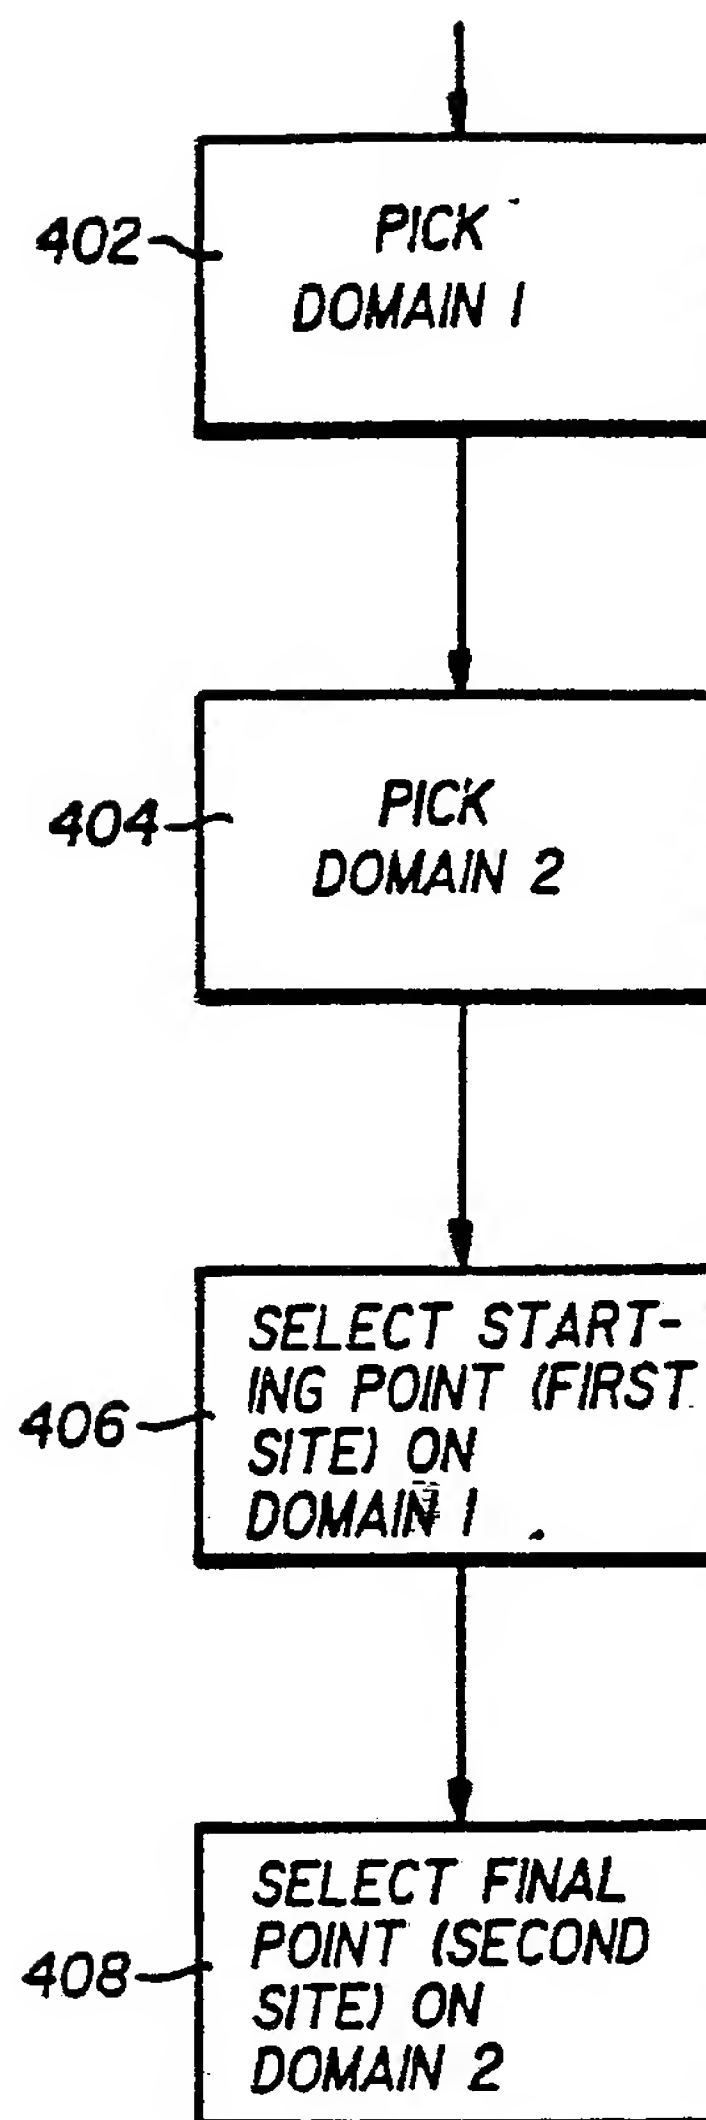 402
PICK
DOMAIN 1
404
PICK
DOMAIN 2
406
SELECT START-
ING POINT (FIRST
SITE) ON
DOMAIN 1
408
SELECT FINAL
POINT (SECOND
SITE) ON
DOMAIN 2